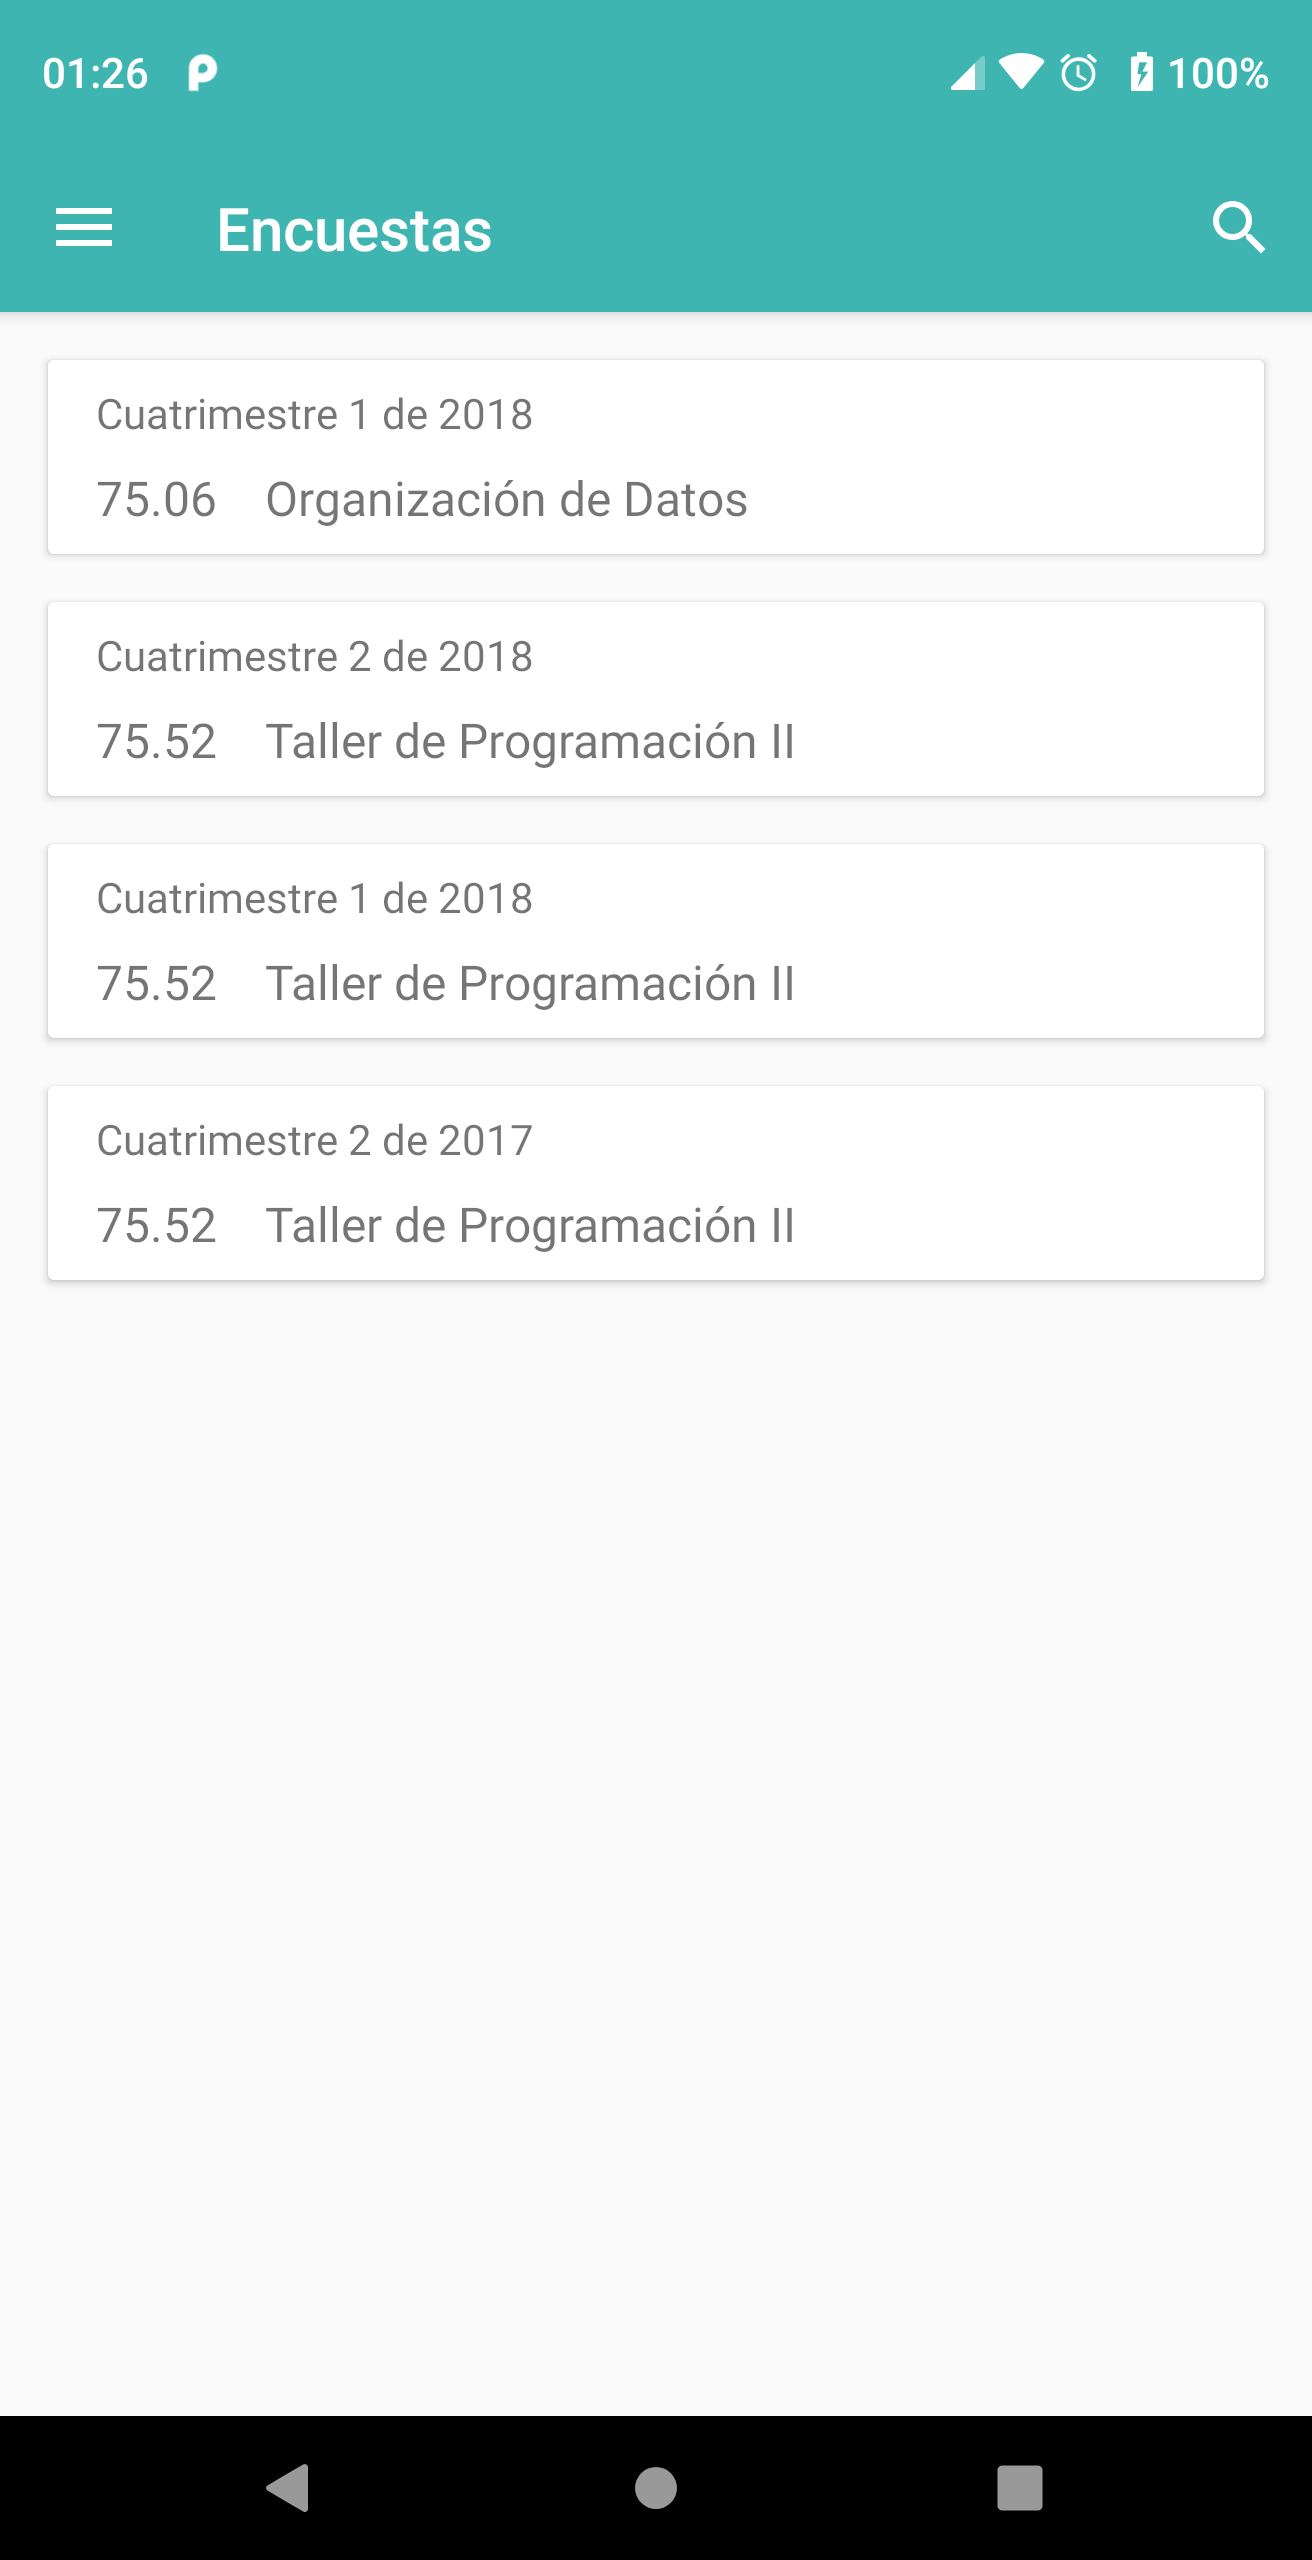 01:26 100%
Encuestas
Cuatrimestre 1 de 2018
75.06 Organización de Datos
Cuatrimestre 2 de 2018
75.52 Taller de Programación II
Cuatrimestre 1 de 2018
75.52 Taller de Programación II
Cuatrimestre 2 de 2017
75.52 Taller de Programación II